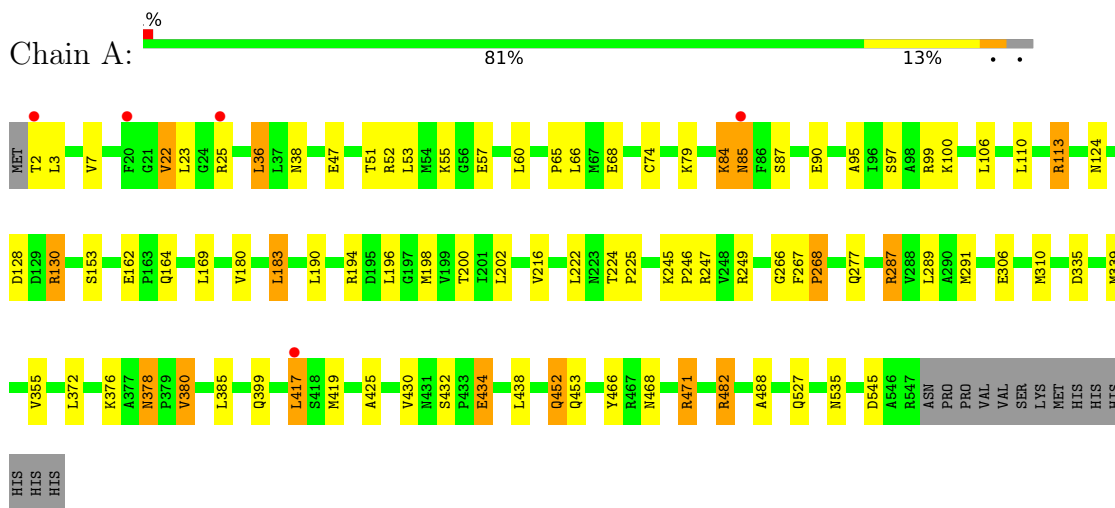 .%
Chain A:
81% 13% . .
MET T2 L3 V7 F20 G21 V22 L23 G24 R25 L36 L37 N38 E47 T51 R52 L53 M54 K55 G56 E57 L60 P65 L66 M67 E68 C74 K79 K84 N85 F86 S87 E90 A95 I96 S97 A98 R99 K100 L106 L110 R113 N124
D128 D129 R130 S153 E162 P163 Q164 L169 V180 L183 L190 R194 D195 L196 G197 M198 V199 T200 I201 L202 V216 L222 N223 T224 P225 K245 P246 R247 V248 R249 G266 F267 P268 Q277 R287 V288 L289 A290 M291 E306 M310 D335
V355 L372 K376 A377 N378 P379 V380 L385 Q399 L417 S418 M419 A425 V430 N431 S432 P433 E434 L438 Q452 Q453 Y466 R467 N468 R471 R482 A488 Q527 N535 D545 A546 R547 ASN PRO PRO VAL VAL SER LYS MET HIS HIS HIS
HIS HIS HIS